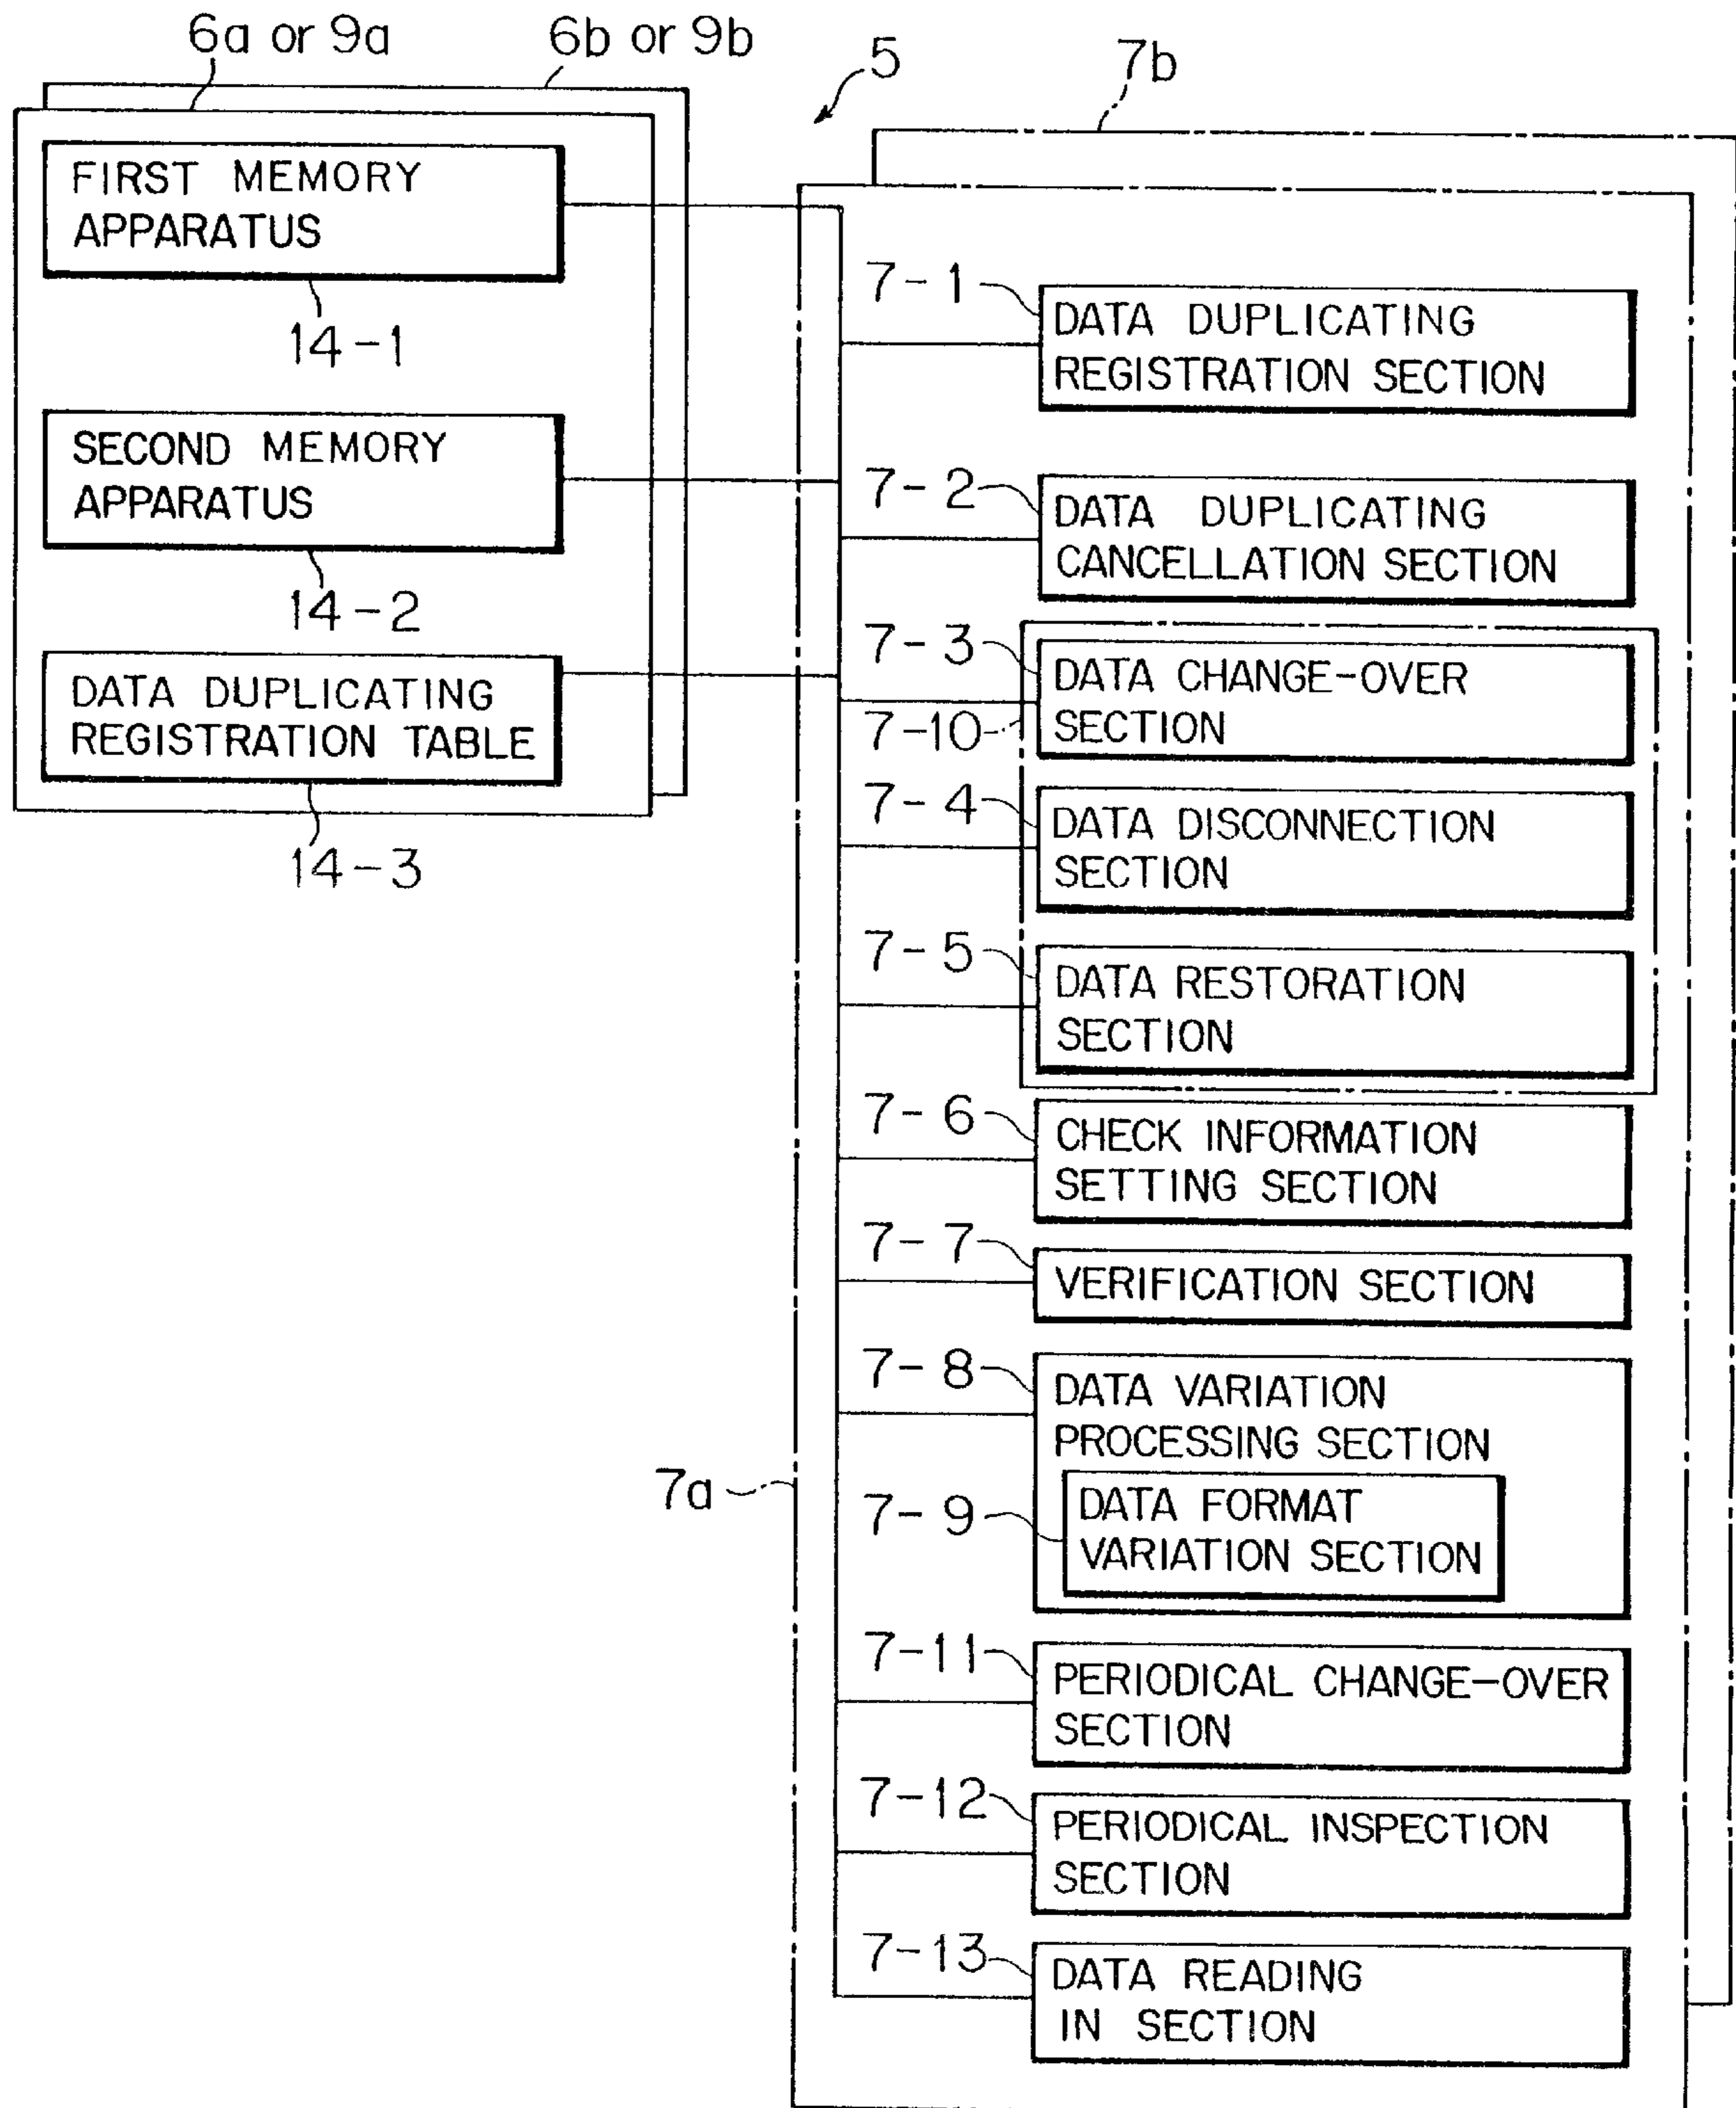 6a or 9a
6b or 9b
5
7b
FIRST MEMORY
APPARATUS
14-1
SECOND MEMORY
APPARATUS
14-2
DATA DUPLICATING
REGISTRATION TABLE
14-3
7-1
DATA DUPLICATING
REGISTRATION SECTION
7-2
DATA DUPLICATING
CANCELLATION SECTION
7-3
DATA CHANGE-OVER
SECTION
7-10
7-4
DATA DISCONNECTION
SECTION
7-5
DATA RESTORATION
SECTION
7-6
CHECK INFORMATION
SETTING SECTION
7-7
VERIFICATION SECTION
7-8
DATA VARIATION
PROCESSING SECTION
7a
7-9
DATA FORMAT
VARIATION SECTION
7-11
PERIODICAL CHANGE-OVER
SECTION
7-12
PERIODICAL INSPECTION
SECTION
7-13
DATA READING
IN SECTION